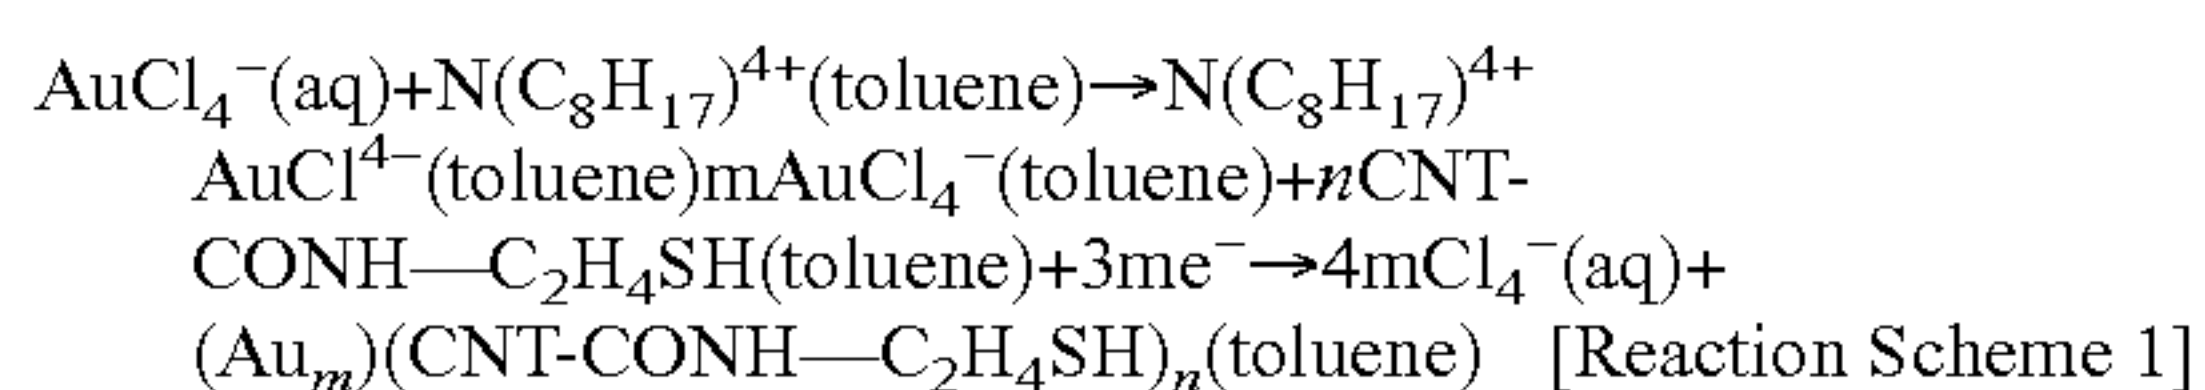 AuCl₄⁻(aq)+N(C₈H₁₇)⁴⁺(toluene)→N(C₈H₁₇)⁴⁺
AuCl⁴⁻(toluene)mAuCl₄⁻(toluene)+nCNT-
CONH—C₂H₄SH(toluene)+3me⁻→4mCl₄⁻(aq)+
(Auₘ)(CNT-CONH—C₂H₄SH)ₙ(toluene) [Reaction Scheme 1]